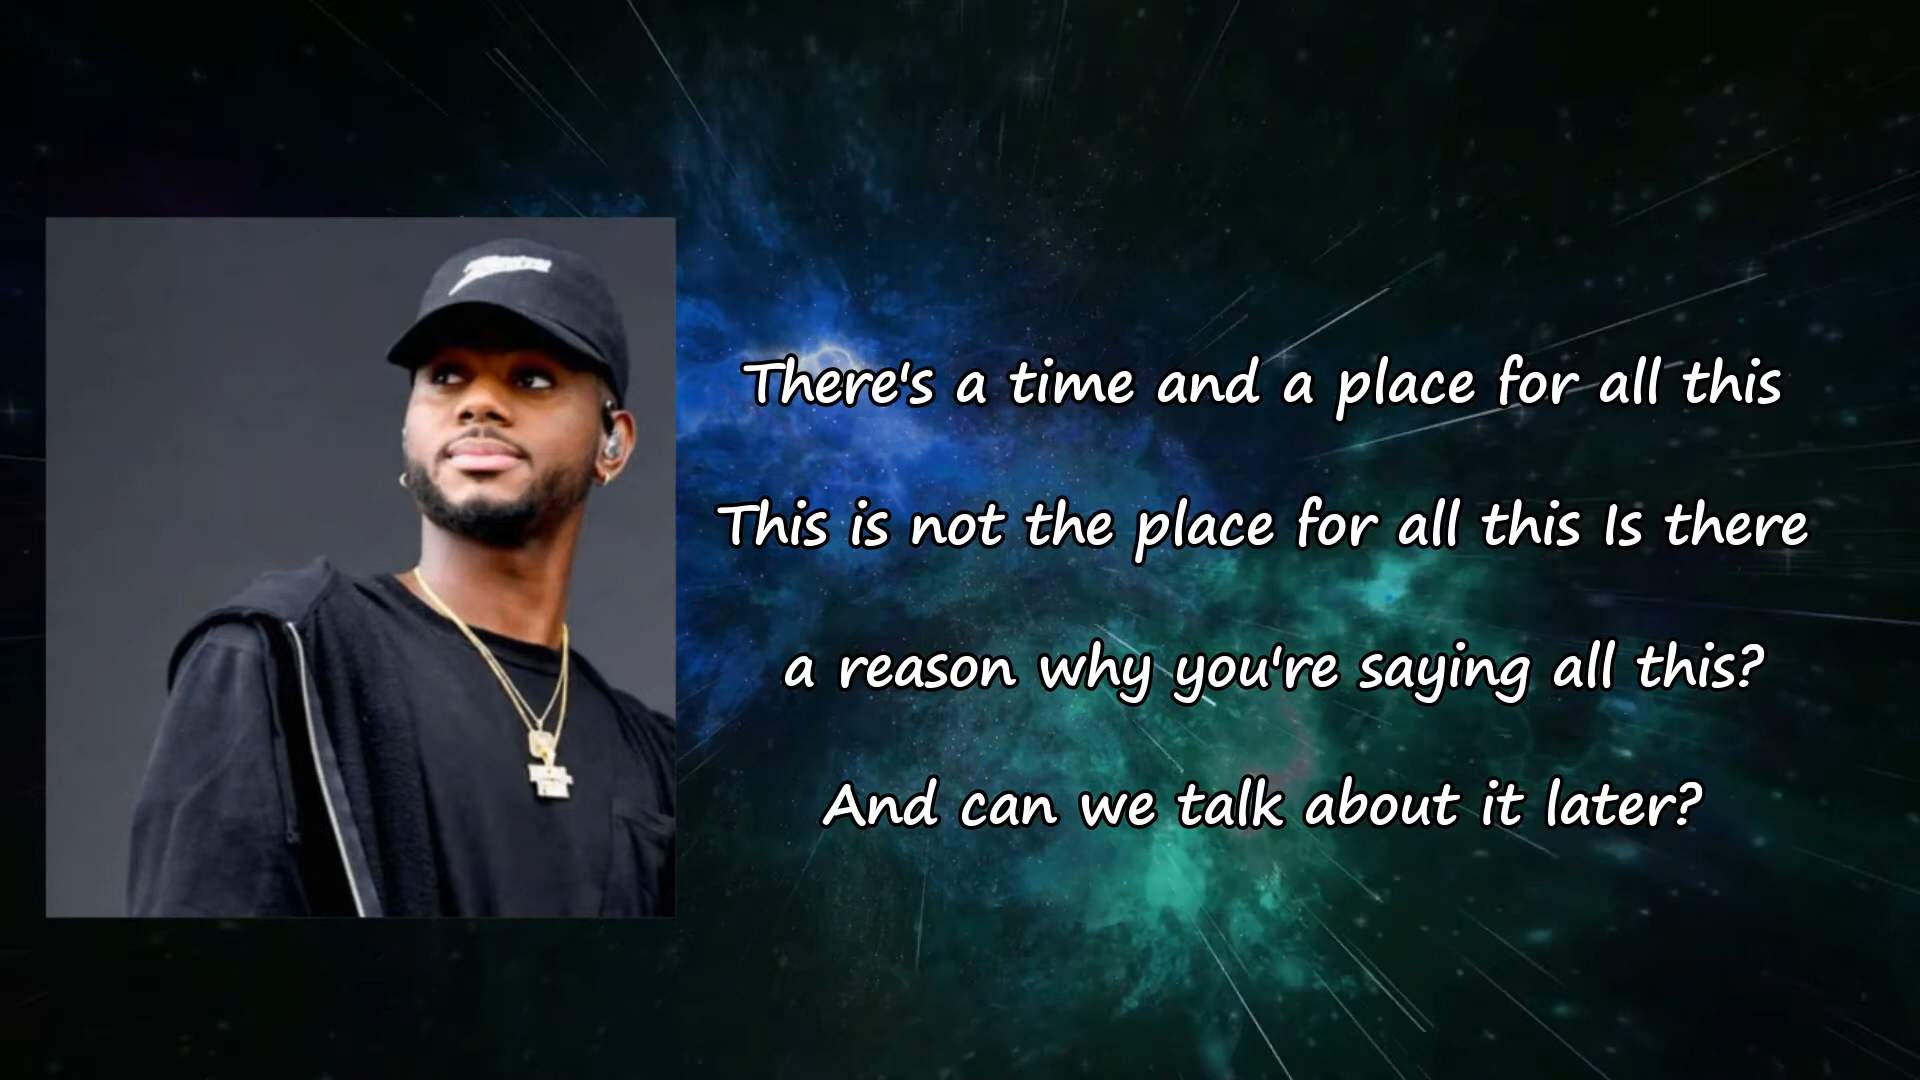 There's a time and a place for all this
This is not the place for all this Is there
a reason why you're saying all this?
And can we talk about it later?